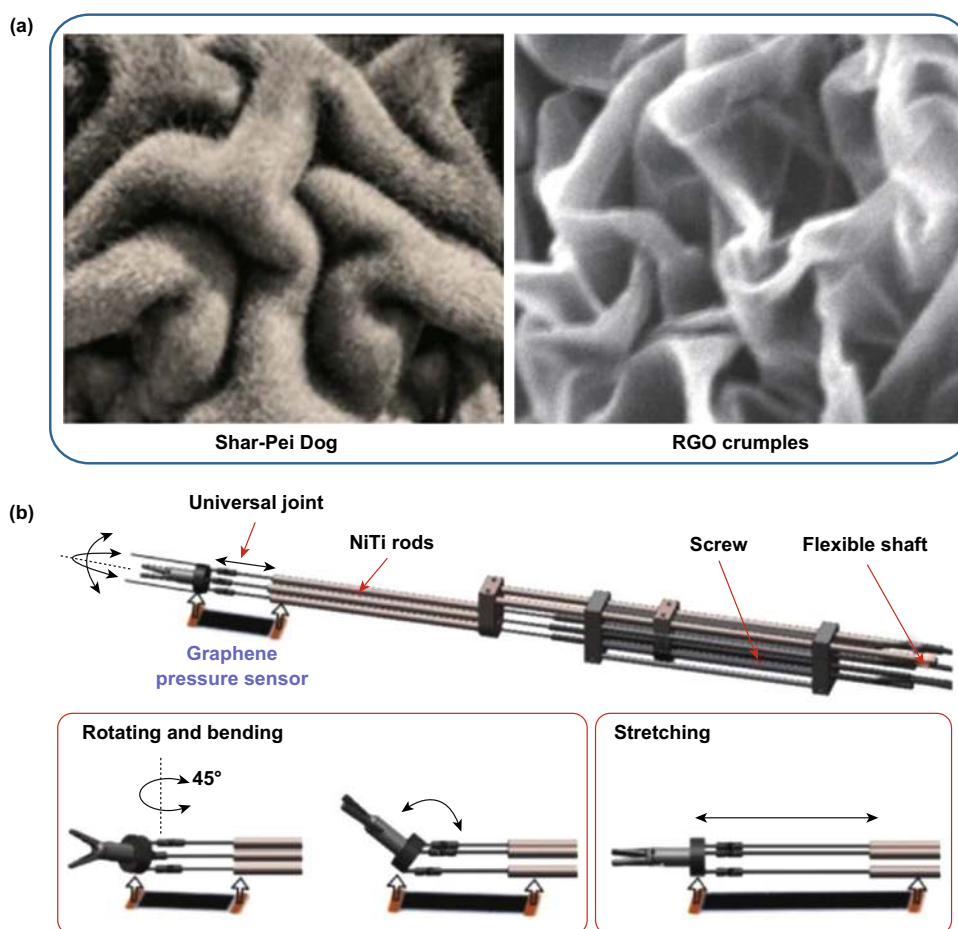 (a)
Shar-Pei Dog
RGO crumples
(b)
Universal joint
NiTi rods
Screw
Flexible shaft
Graphene
pressure sensor
Rotating and bending
45°
Stretching